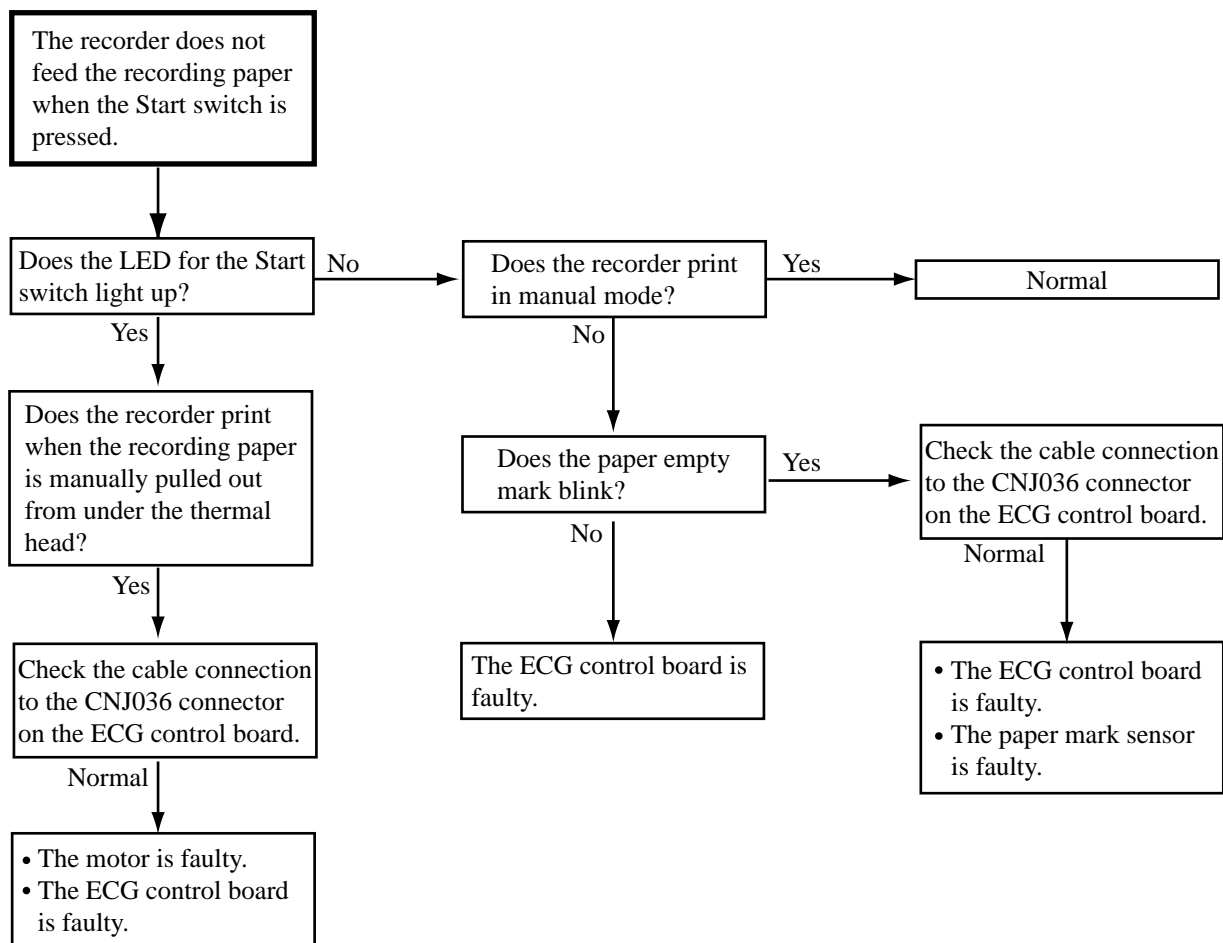 The recorder does not
feed the recording paper
when the Start switch is
pressed.
Does the LED for the Start
switch light up?
No
Does the recorder print
in manual mode?
Yes
Normal
Yes
No
Does the recorder print
when the recording paper
is manually pulled out
from under the thermal
head?
Does the paper empty
mark blink?
Yes
Check the cable connection
to the CNJ036 connector
on the ECG control board.
No
Normal
Yes
Check the cable connection
to the CNJ036 connector
on the ECG control board.
The ECG control board is
faulty.
• The ECG control board
is faulty.
• The paper mark sensor
is faulty.
Normal
• The motor is faulty.
• The ECG control board
is faulty.